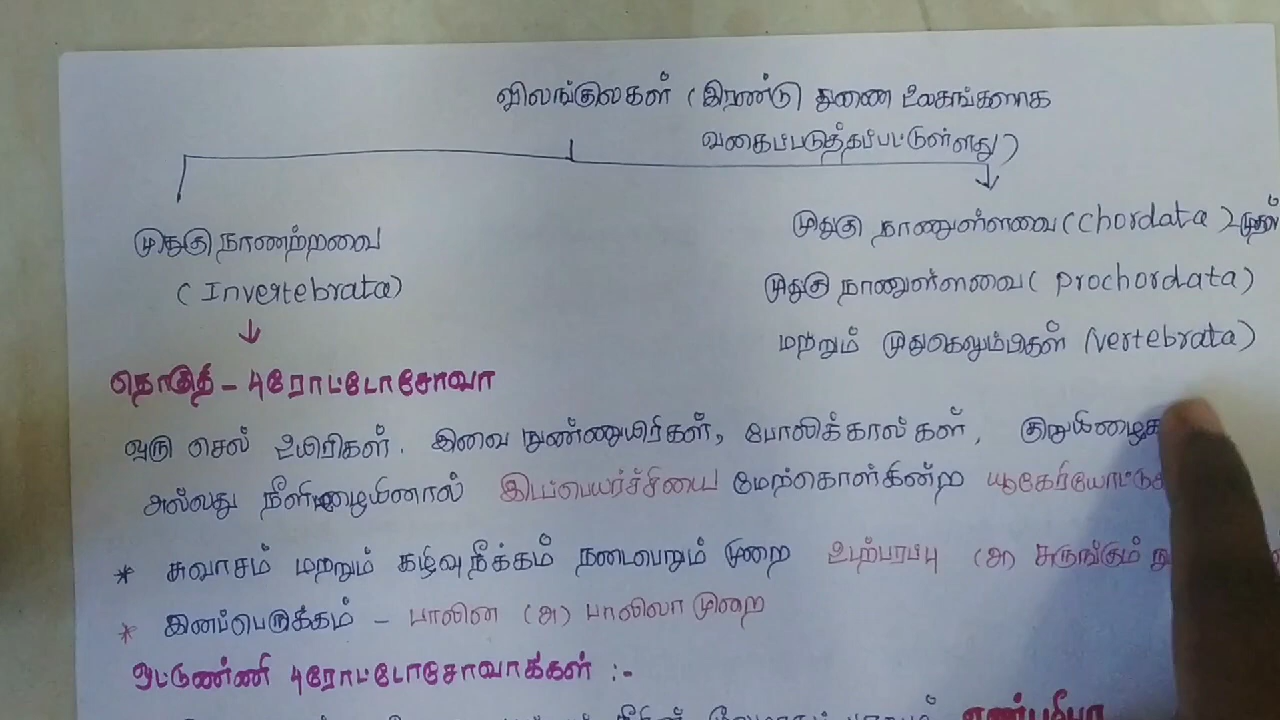 விலங்குலகள் (இரண்டு துணை உலகங்களாக
வகைப்படுத்தப்பட்டுள்ளது)
முதுகு நாணற்றவை
(Invertebrata)
முதுகு நாணுள்ளவை (Chordata) முன்
முதுகு நாணுள்ளவை (prochordata)
மற்றும் முதுகெலும்பிகள் (vertebrata)
தொகுதி - புரோட்டோசோவா
ஒரு செல் உயிரிகள். இவை நுண்ணுயிர்கள், போலிக்கால்கள், குறுயிழைக
அல்லது நீளிழையினால் இடப்பெயர்ச்சியை மேற்கொள்கின்ற யூகேரியோட்டு
* சுவாசம் மற்றும் கழிவு நீக்கம் நடைபெறும் முறை உடற்பரப்பு (அ) சுருங்கும்
* இனப்பெருக்கம் - பாலின (அ) பாலிலா முறை
ஒட்டுண்ணி புரோட்டோசோவாக்கள் :-